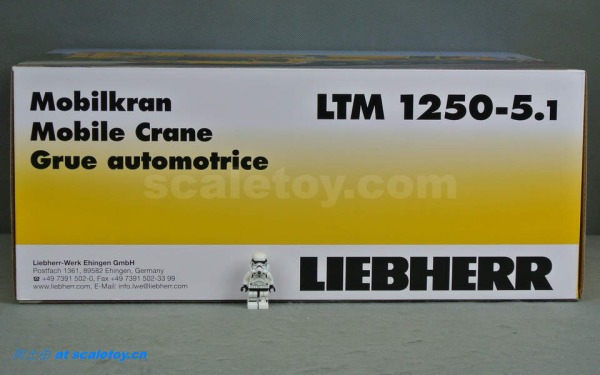 Mobilkran
Mobile Crane
Grue automotrice
LTM 1250-5.1
scaletoy.com
Liebherr-Werk Ehingen GmbH
Postfach 1361, 89582 Ehingen, Germany
☎ +49 7391 502-0, Fax +49 7391 502-33 99
www.liebherr.com, E-Mail: info.lwe@liebherr.com
LIEBHERR
at scaletoy.cn